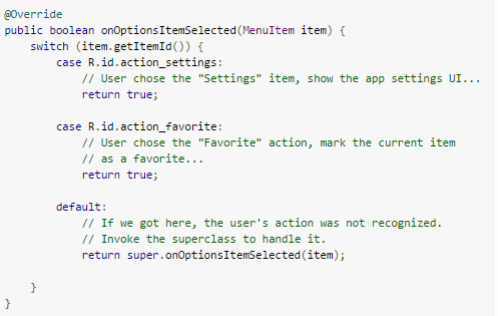 @Override
public boolean onOptionsItemSelected(MenuItem item) {
    switch (item.getItemId()) {
        case R.id.action_settings:
            // User chose the "Settings" item, show the app settings UI...
            return true;

        case R.id.action_favorite:
            // User chose the "Favorite" action, mark the current item
            // as a favorite...
            return true;

        default:
            // If we got here, the user's action was not recognized.
            // Invoke the superclass to handle it.
            return super.onOptionsItemSelected(item);

    }
}